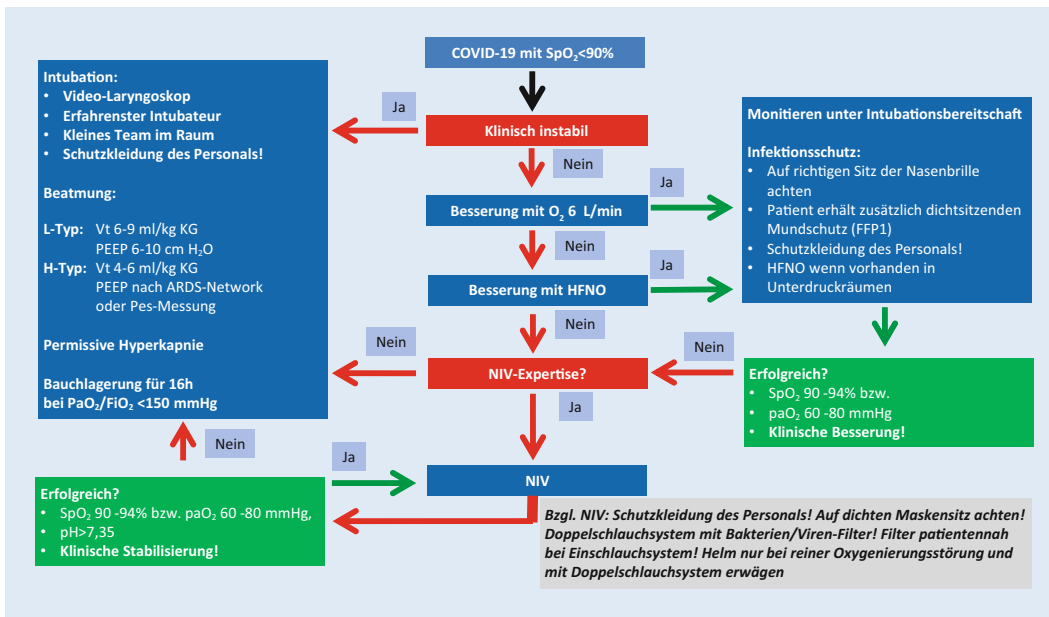 COVID-19 mit SpO₂<90%
Intubation:
• Video-Laryngoskop
• Erfahrenster Intubateur
• Kleines Team im Raum
• Schutzkleidung des Personals!
Beatmung:
L-Typ: Vt 6-9 ml/kg KG
PEEP 6-10 cm H₂O
H-Typ: Vt 4-6 ml/kg KG
PEEP nach ARDS-Network
oder Pes-Messung
Permissive Hyperkapnie
Bauchlagerung für 16h
bei PaO₂/FiO₂ <150 mmHg
Ja
Klinisch instabil
Nein
Besserung mit O₂ 6 L/min
Ja
Nein
Besserung mit HFNO
Ja
Nein
Monitieren unter Intubationsbereitschaft
Infektionsschutz:
• Auf richtigen Sitz der Nasenbrille
achten
• Patient erhält zusätzlich dichtsitzenden
Mundschutz (FFP1)
• Schutzkleidung des Personals!
• HFNO wenn vorhanden in
Unterdruckräumen
Nein
NIV-Expertise?
Nein
Erfolgreich?
• SpO₂ 90 -94% bzw.
• paO₂ 60 -80 mmHg
• Klinische Besserung!
Ja
Nein
Ja
NIV
Erfolgreich?
• SpO₂ 90 -94% bzw. paO₂ 60 -80 mmHg,
• pH>7,35
• Klinische Stabilisierung!
Bzgl. NIV: Schutzkleidung des Personals! Auf dichten Maskensitz achten!
Doppelschlauchsystem mit Bakterien/Viren-Filter! Filter patientennah
bei Einschlauchsystem! Helm nur bei reiner Oxygenierungsstörung und
mit Doppelschlauchsystem erwägen